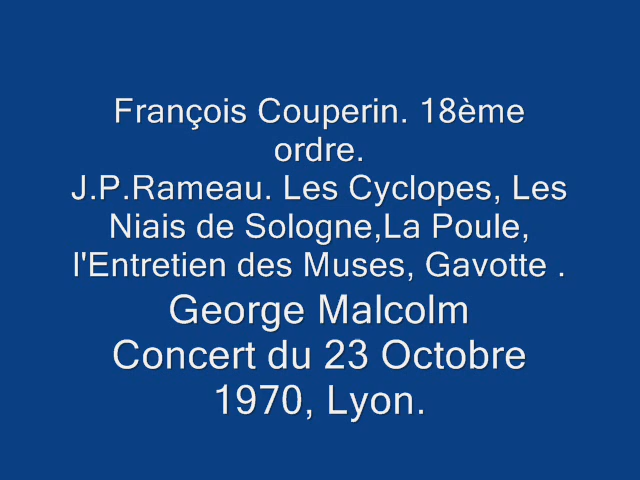 François Couperin. 18ème
ordre.
J.P.Rameau. Les Cyclopes, Les
Niais de Sologne,La Poule,
l'Entretien des Muses, Gavotte .
George Malcolm
Concert du 23 Octobre
1970, Lyon.